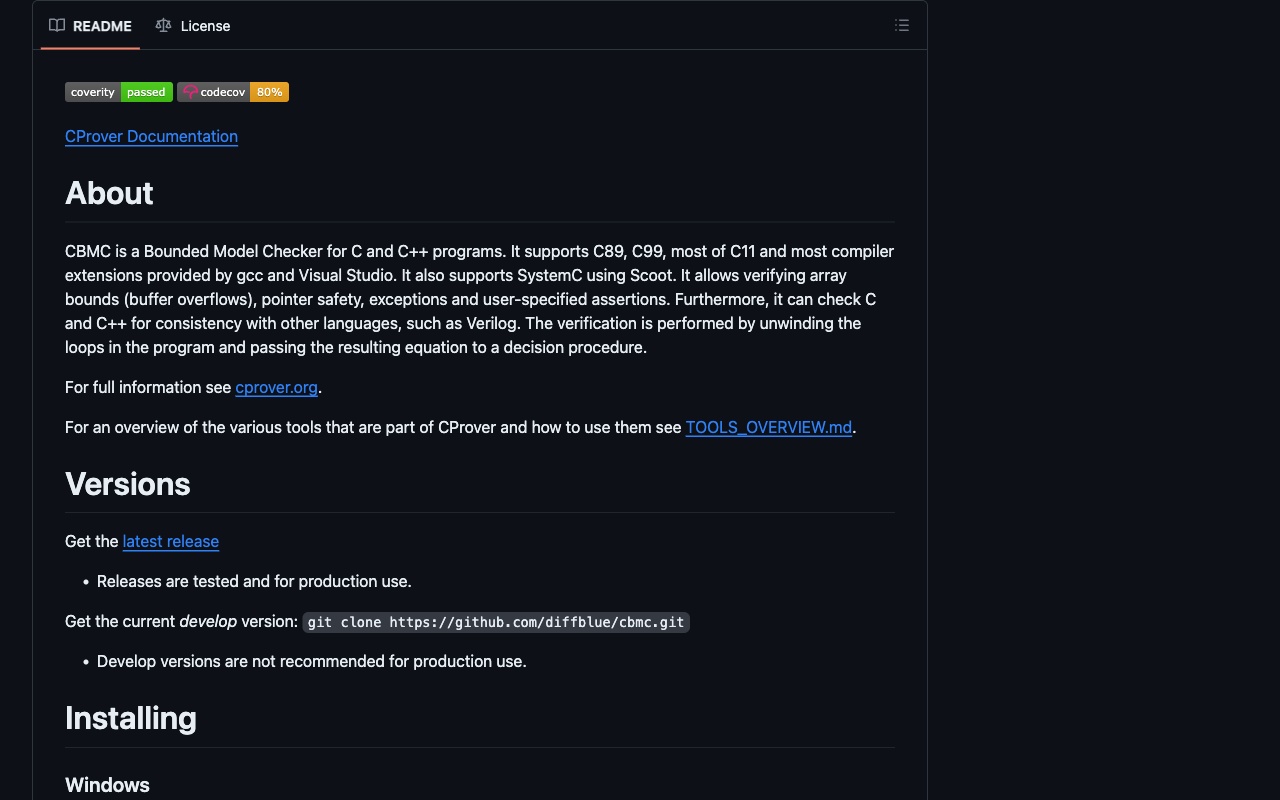 README
License
coverity passed codecov 80%
CProver Documentation
About
CBMC is a Bounded Model Checker for C and C++ programs. It supports C89, C99, most of C11 and most compiler
extensions provided by gcc and Visual Studio. It also supports SystemC using Scoot. It allows verifying array
bounds (buffer overflows), pointer safety, exceptions and user-specified assertions. Furthermore, it can check C
and C++ for consistency with other languages, such as Verilog. The verification is performed by unwinding the
loops in the program and passing the resulting equation to a decision procedure.
For full information see cprover.org.
For an overview of the various tools that are part of CProver and how to use them see TOOLS_OVERVIEW.md.
Versions
Get the latest release
• Releases are tested and for production use.
Get the current develop version: git clone https://github.com/diffblue/cbmc.git
• Develop versions are not recommended for production use.
Installing
Windows